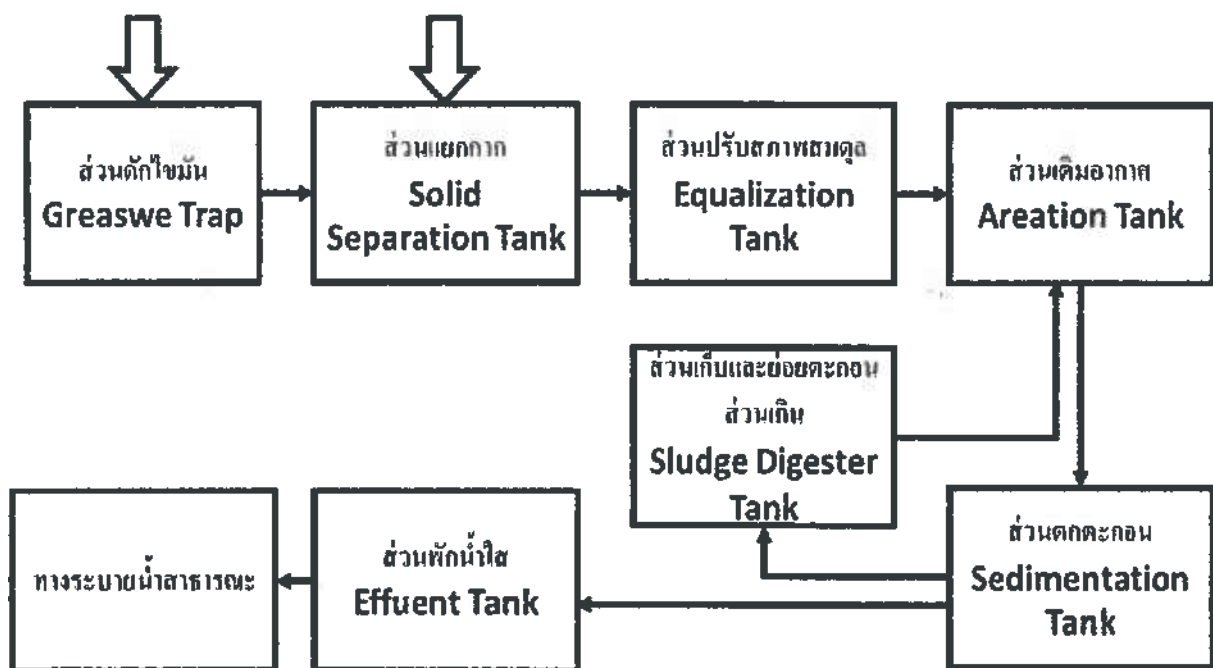 ส่วนดักไขมัน
Greaswe Trap
ส่วนแยกกาก
Solid
Separation Tank
ส่วนปรับสภาพสมดุล
Equalization
Tank
ส่วนเติมอากาศ
Areation Tank
ส่วนเก็บและย่อยตะกอน
ส่วนเกิน
Sludge Digester
Tank
ส่วนตกตะกอน
Sedimentation
Tank
ส่วนพักน้ำใส
Effuent Tank
ทางระบายน้ำสาธารณะ